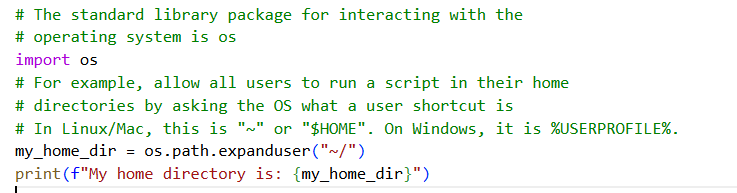 # The standard library package for interacting with the
# operating system is os
import os
# For example, allow all users to run a script in their home
# directories by asking the OS what a user shortcut is
# In Linux/Mac, this is "~" or "$HOME". On Windows, it is %USERPROFILE%.
my_home_dir = os.path.expanduser("~/")
print(f"My home directory is: {my_home_dir}")